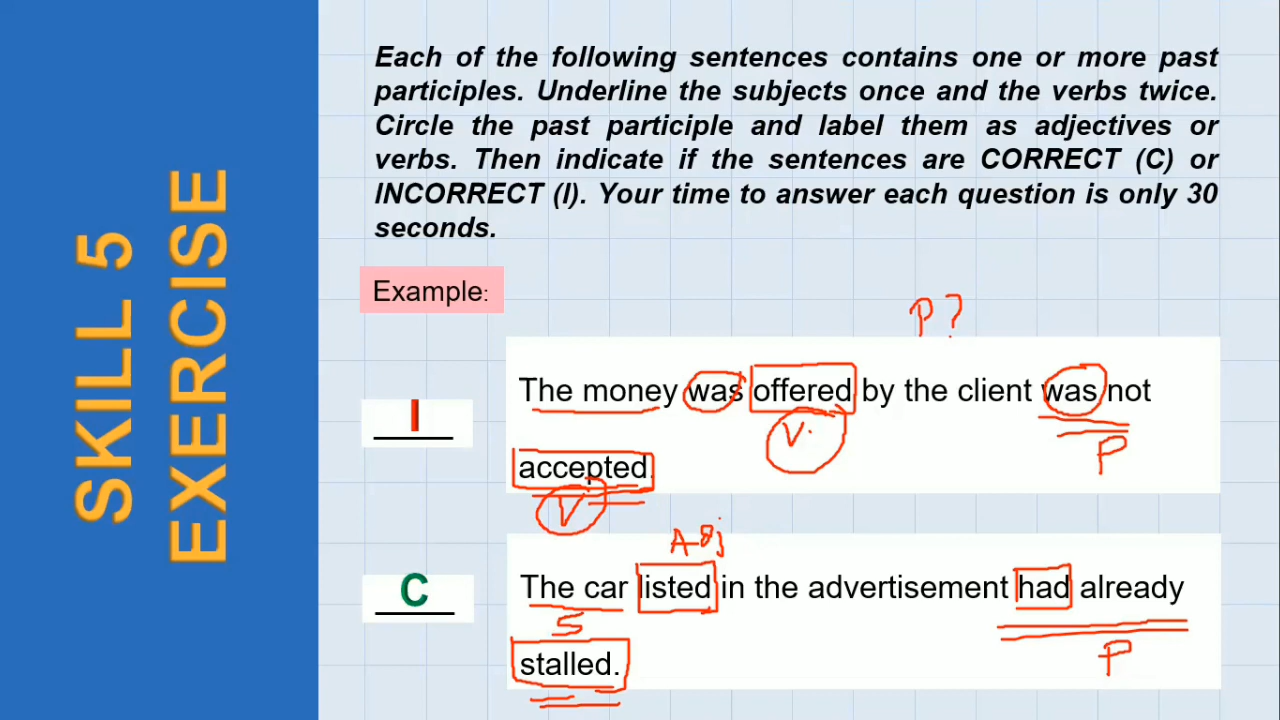 SKILL 5
EXERCISE
Each of the following sentences contains one or more past
participles. Underline the subjects once and the verbs twice.
Circle the past participle and label them as adjectives or
verbs. Then indicate if the sentences are CORRECT (C) or
INCORRECT (I). Your time to answer each question is only 30
seconds.
Example:
P?
I
The money was offered by the client was not
V.
P
accepted.
V
Adj
C
The car listed in the advertisement had already
S
P
stalled.